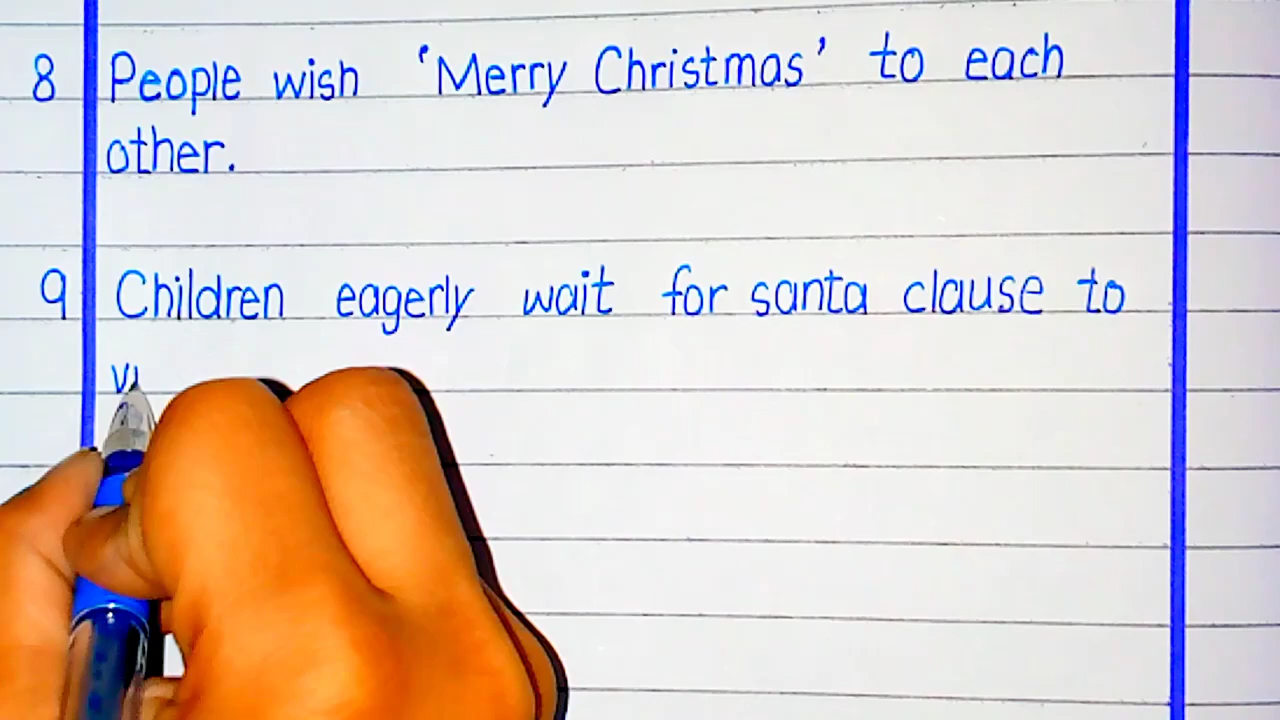 8 People wish 'Merry Christmas' to each
other.
9 Children eagerly wait for santa clause to